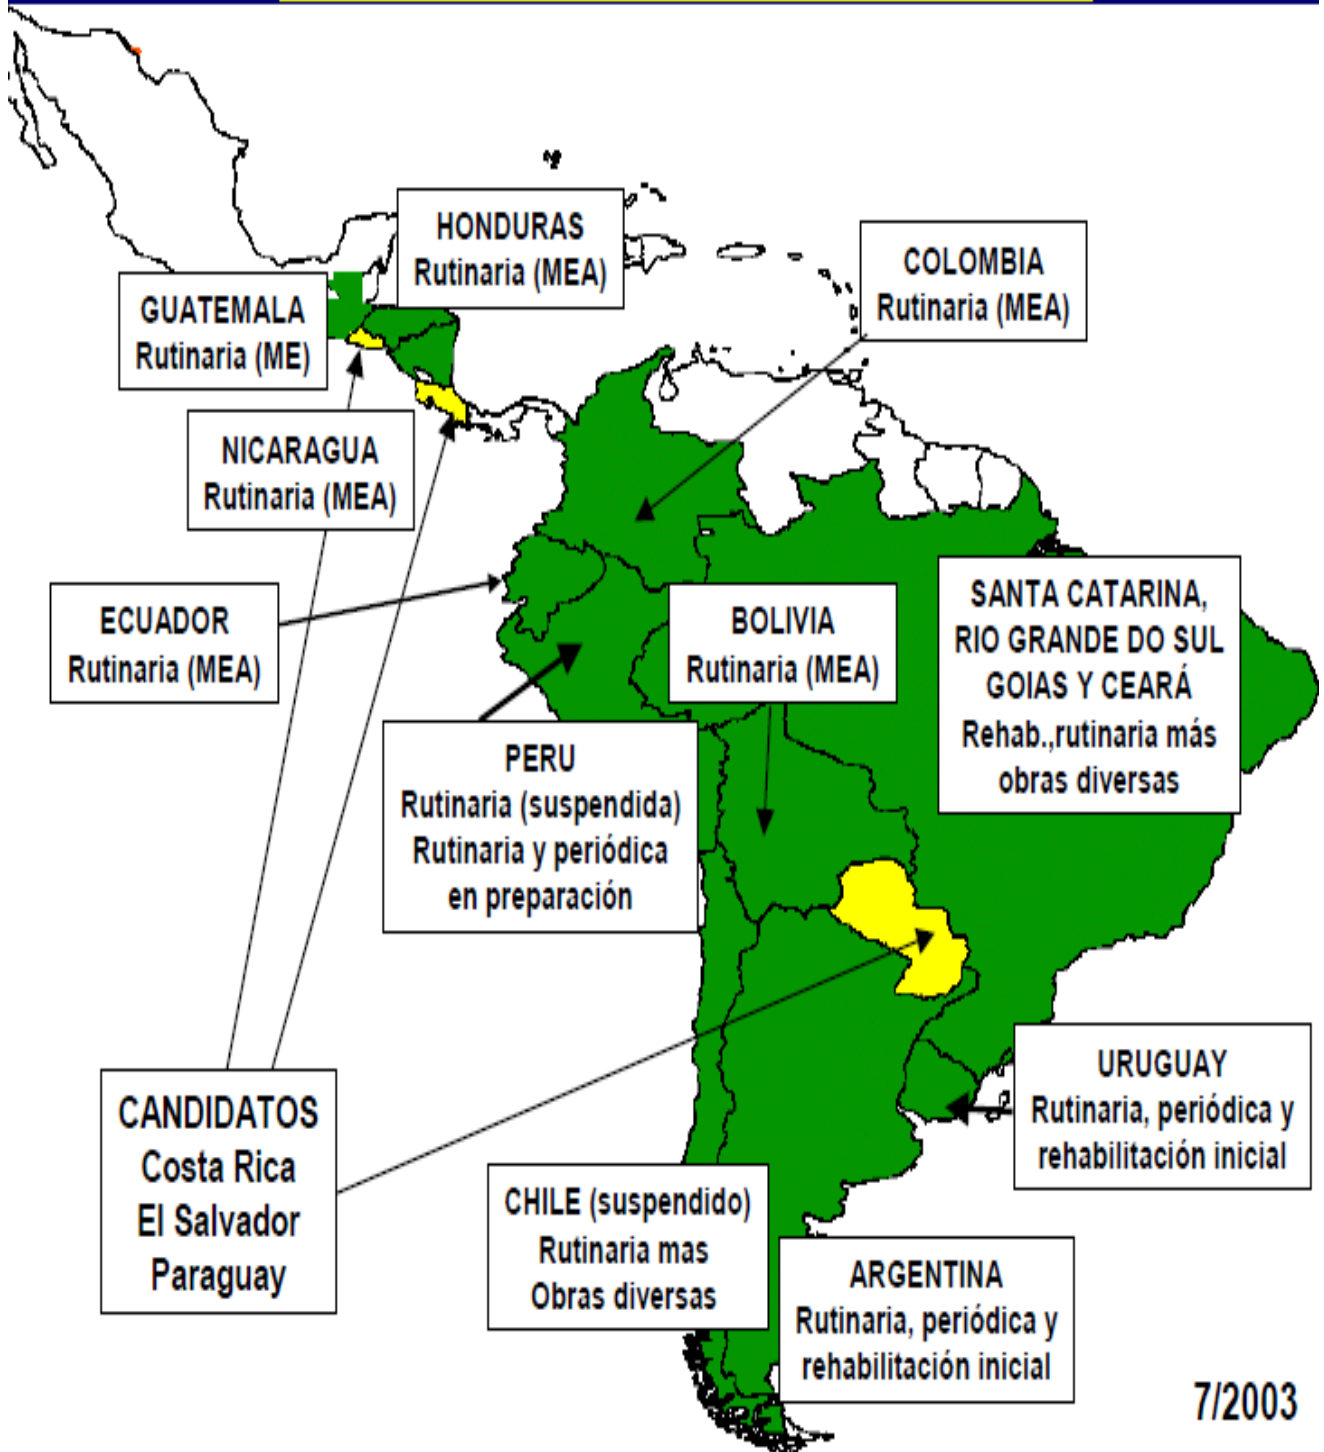 HONDURAS
Rutinaria (MEA)
COLOMBIA
Rutinaria (MEA)
GUATEMALA
Rutinaria (ME)
NICARAGUA
Rutinaria (MEA)
ECUADOR
Rutinaria (MEA)
BOLIVIA
Rutinaria (MEA)
SANTA CATARINA,
RIO GRANDE DO SUL
GOIAS Y CEARÁ
Rehab.,rutinaria más
obras diversas
PERU
Rutinaria (suspendida)
Rutinaria y periódica
en preparación
URUGUAY
Rutinaria, periódica y
rehabilitación inicial
CANDIDATOS
Costa Rica
El Salvador
Paraguay
CHILE (suspendido)
Rutinaria mas
Obras diversas
ARGENTINA
Rutinaria, periódica y
rehabilitación inicial
7/2003